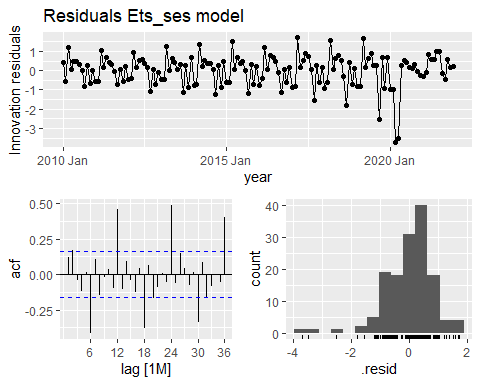 Residuals Ets_ses model
Innovation residuals
1
0
-1
-2
-3
2010 Jan 2015 Jan 2020 Jan
year
acf
0.50
0.25
0.00
-0.25
6 12 18 24 30 36
lag [1M]
count
40
30
20
10
0
-4 -2 0 2
.resid